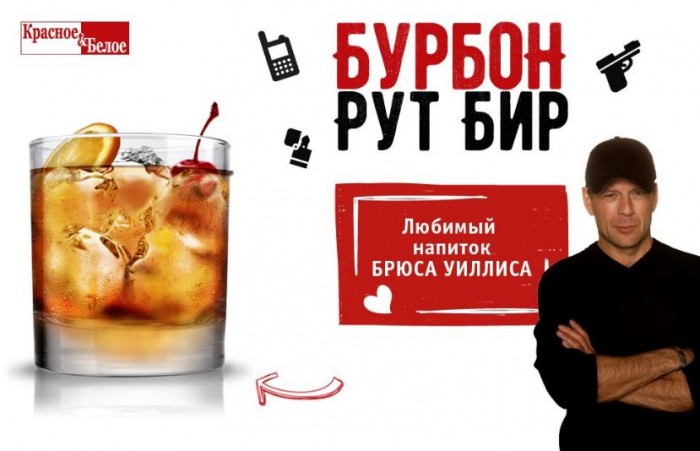 Красное&Белое
БУРБОН
РУТ БИР
Любимый
напиток
БРЮСА УИЛЛИСА !